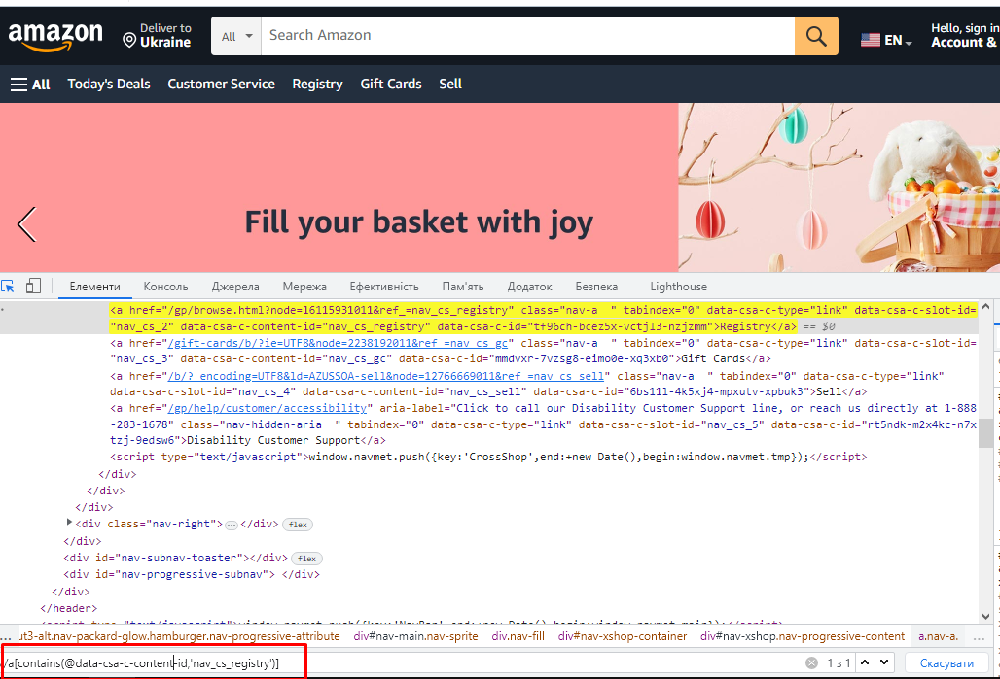 amazon
Deliver to
Ukraine
All
Search Amazon
EN
Hello, sign in
Account &
All
Today's Deals
Customer Service
Registry
Gift Cards
Sell
Fill your basket with joy
Елементи
Консоль
Джерела
Мережа
Ефективність
Пам'ять
Додаток
Безпека
Lighthouse
<a href="/gp/browse.html?node=16115931011&ref_=nav_cs_registry" class="nav-a  " tabindex="0" data-csa-c-type="link" data-csa-c-slot-id=
"nav_cs_2" data-csa-c-content-id="nav_cs_registry" data-csa-c-id="tf96ch-bcez5x-vctjl3-nzjzmm">Registry</a> == $0
<a href="/gift-cards/b/?ie=UTF8&node=2238192011&ref_=nav_cs_gc" class="nav-a  " tabindex="0" data-csa-c-type="link" data-csa-c-slot-id=
"nav_cs_3" data-csa-c-content-id="nav_cs_gc" data-csa-c-id="mmdvxr-7vzsg8-eimo0e-xq3xb0">Gift Cards</a>
<a href="/b/?_encoding=UTF8&ld=AZUSSOA-sell&node=12766669011&ref_=nav_cs_sell" class="nav-a  " tabindex="0" data-csa-c-type="link"
data-csa-c-slot-id="nav_cs_4" data-csa-c-content-id="nav_cs_sell" data-csa-c-id="6bs1ll-4k5xj4-mpxutv-xpbuk3">Sell</a>
<a href="/gp/help/customer/accessibility" aria-label="Click to call our Disability Customer Support line, or reach us directly at 1-888
-283-1678" class="nav-hidden-aria  " tabindex="0" data-csa-c-type="link" data-csa-c-slot-id="nav_cs_5" data-csa-c-id="rt5ndk-m2x4kc-n7x
tzj-9edsw6">Disability Customer Support</a>
<script type="text/javascript">window.navmet.push({key:'CrossShop',end:+new Date(),begin:window.navmet.tmp});</script>
</div>
</div>
</div>
<div class="nav-right">…</div> flex
</div>
<div id="nav-subnav-toaster"></div> flex
<div id="nav-progressive-subnav"> </div>
</div>
</header>
<script type="text/javascript">window.navmet.push({key:'NavBar',end:+new Date(),begin:window.navmet.main});</script>
... ut3-alt.nav-packard-glow.hamburger.nav-progressive-attribute
div#nav-main.nav-sprite
div.nav-fill
div#nav-xshop-container
div#nav-xshop.nav-progressive-content
a.nav-a.
...
/a[contains(@data-csa-c-content-id,'nav_cs_registry')]
1 з 1
Скасувати